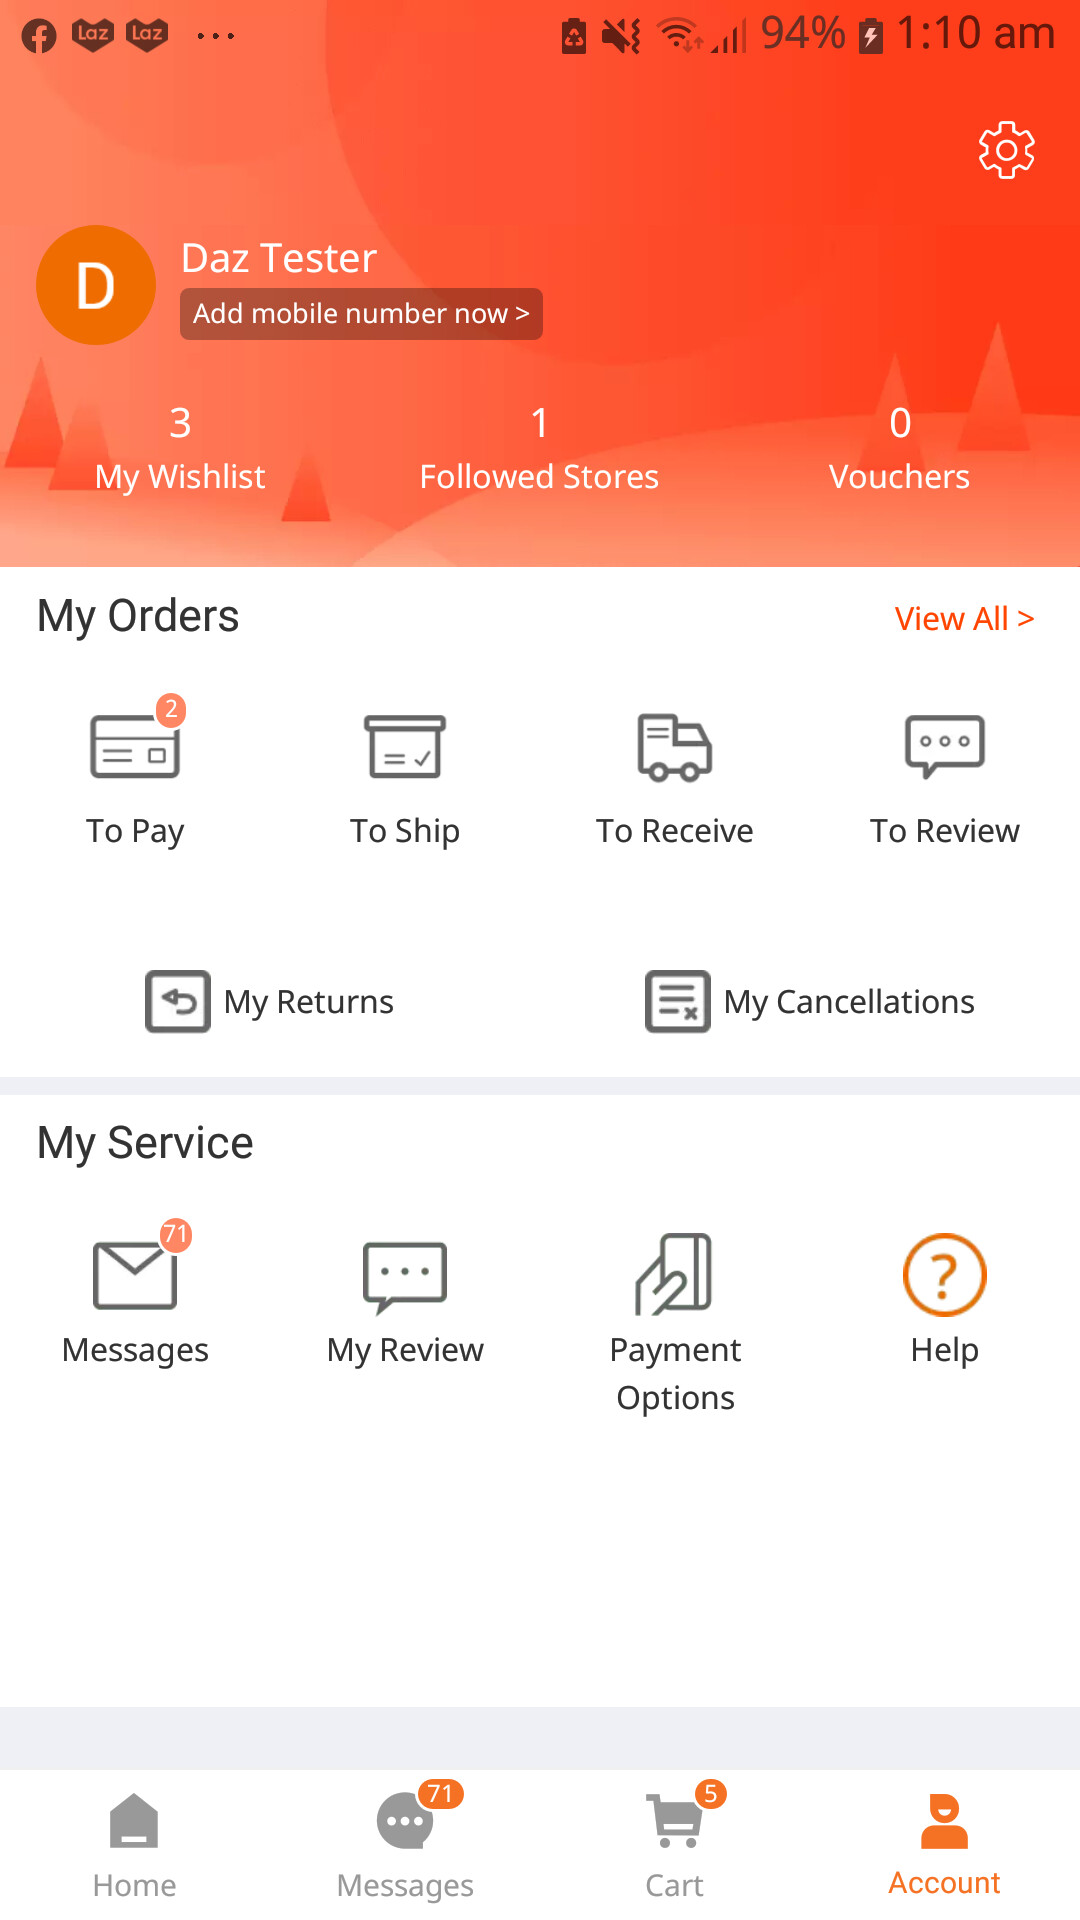 Laz Laz ... 94% 1:10 am
D
Daz Tester
Add mobile number now >
3 1 0
My Wishlist Followed Stores Vouchers
My Orders View All >
2
To Pay To Ship To Receive To Review
My Returns My Cancellations
My Service
71
?
Messages My Review Payment Options Help
71 5
Home Messages Cart Account